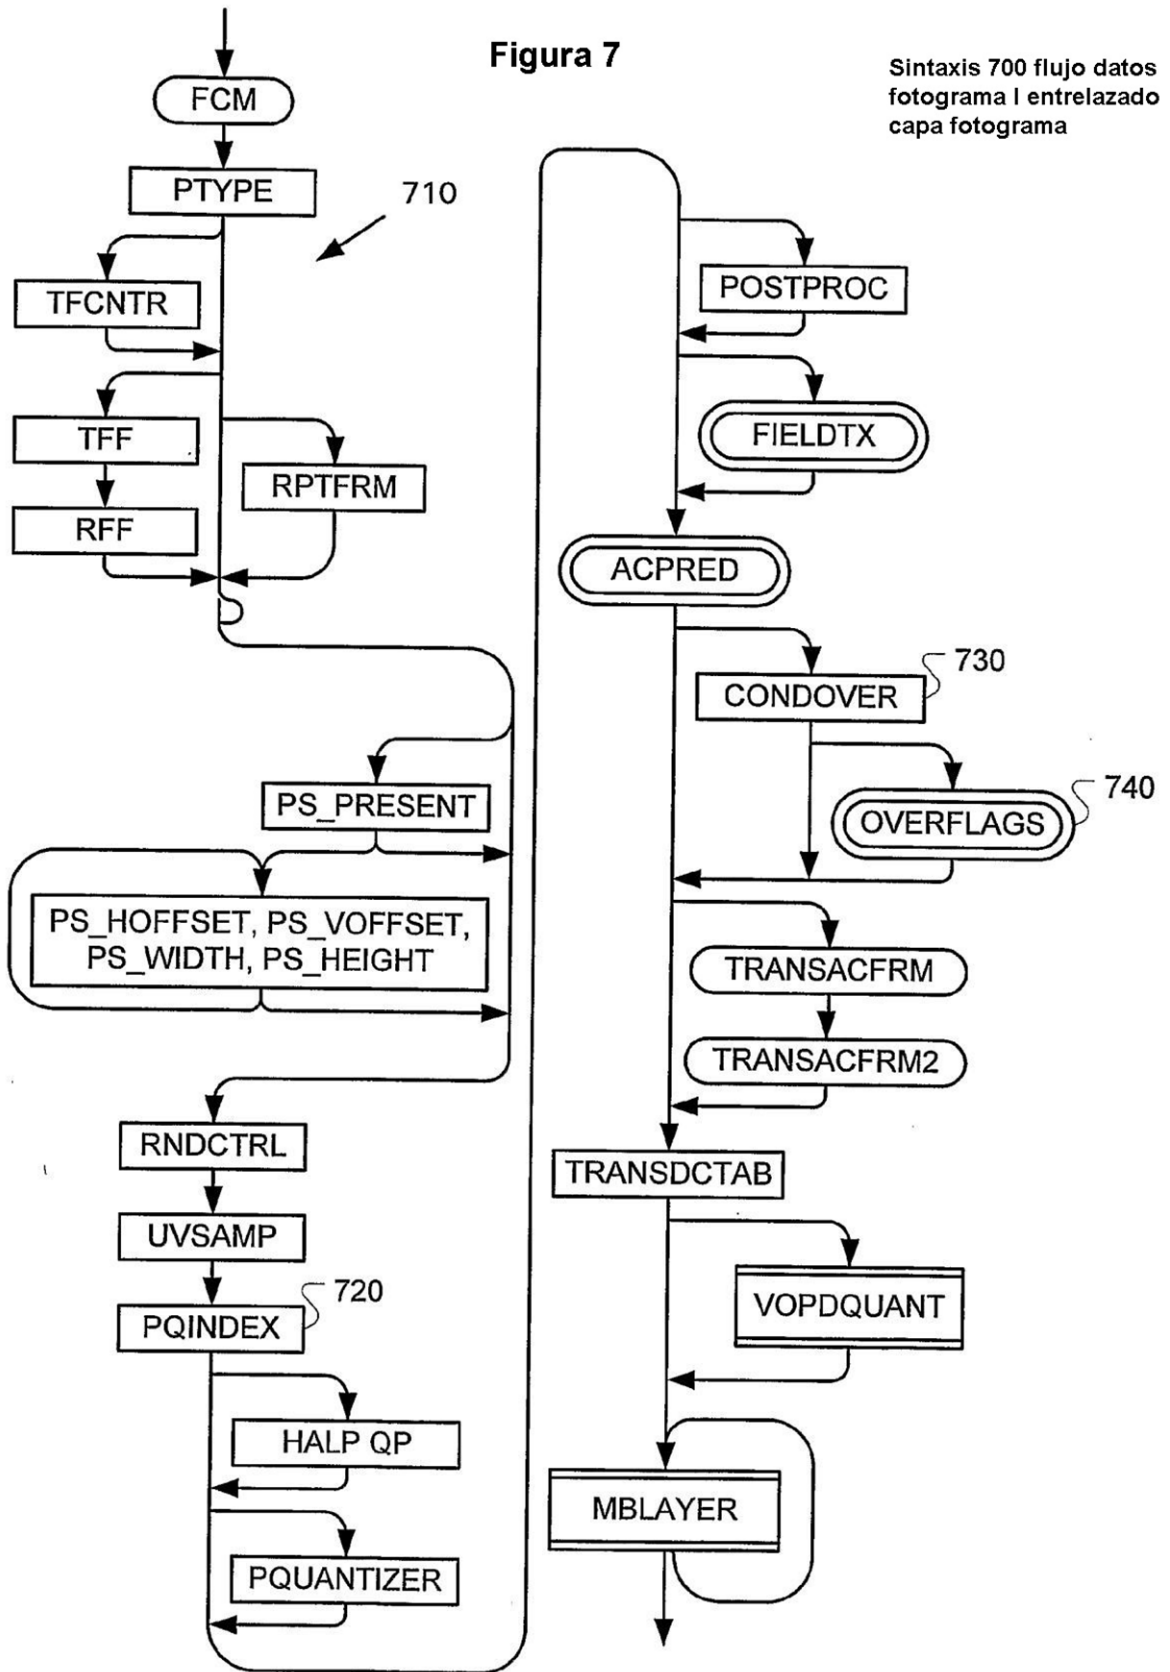 Figura 7
Sintaxis 700 flujo datos
fotograma I entrelazado
capa fotograma
FCM
PTYPE
710
TFCNTR
TFF
RPTFRM
RFF
PS_PRESENT
PS_HOFFSET, PS_VOFFSET,
PS_WIDTH, PS_HEIGHT
RNDCTRL
UVSAMP
720
PQINDEX
HALP QP
PQUANTIZER
POSTPROC
FIELDTX
ACPRED
730
CONDOVER
740
OVERFLAGS
TRANSACFRM
TRANSACFRM2
TRANSDCTAB
VOPDQUANT
MBLAYER